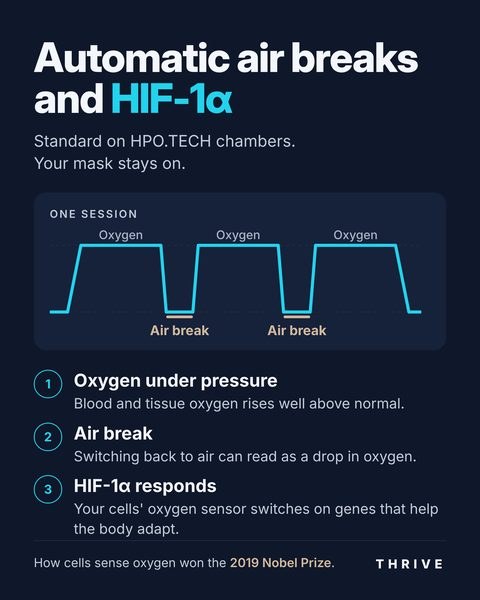 Automatic air breaks
and HIF-1α
Standard on HPO.TECH chambers.
Your mask stays on.
ONE SESSION
Oxygen Oxygen Oxygen
Air break Air break
1 Oxygen under pressure
Blood and tissue oxygen rises well above normal.
2 Air break
Switching back to air can read as a drop in oxygen.
3 HIF-1α responds
Your cells' oxygen sensor switches on genes that help
the body adapt.
How cells sense oxygen won the 2019 Nobel Prize. THRIVE